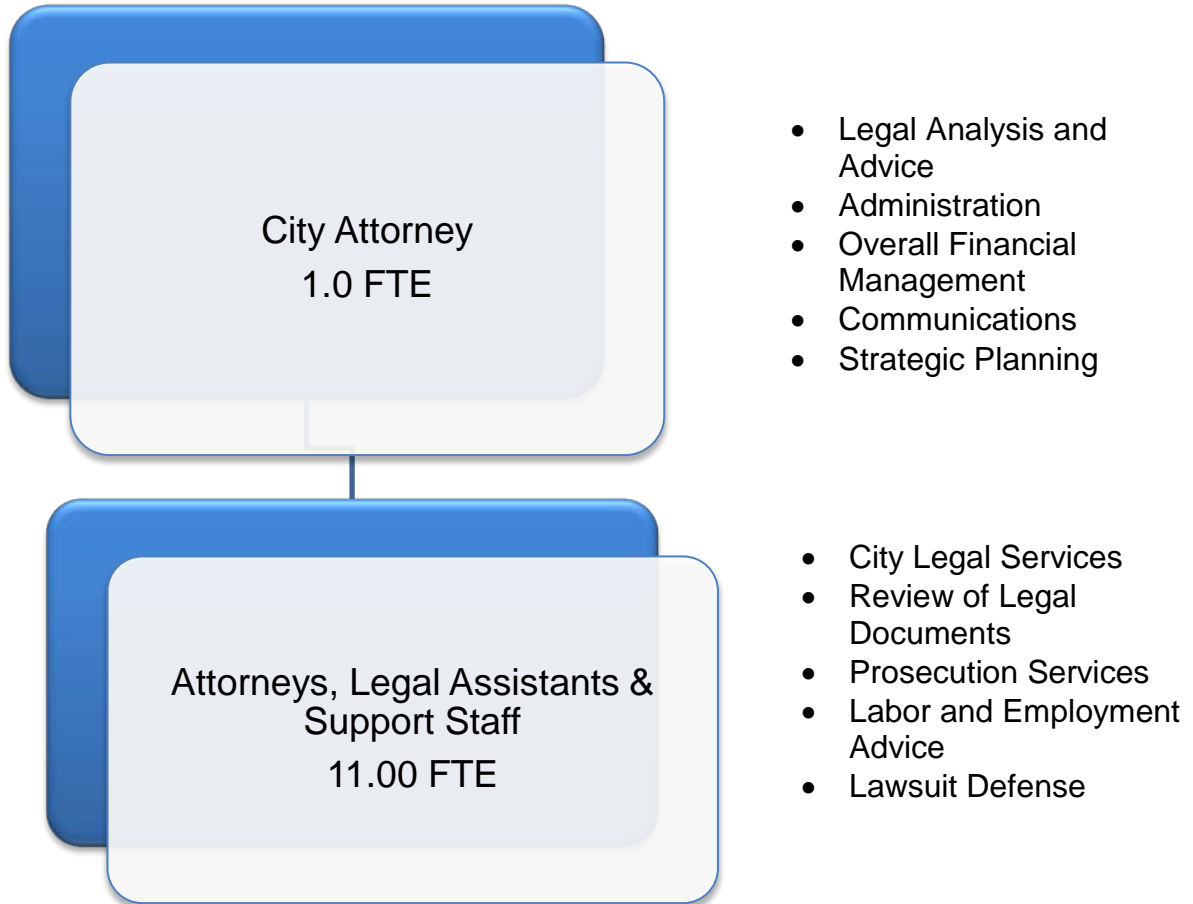 City Attorney
1.0 FTE
• Legal Analysis and
Advice
• Administration
• Overall Financial
Management
• Communications
• Strategic Planning
Attorneys, Legal Assistants &
Support Staff
11.00 FTE
• City Legal Services
• Review of Legal
Documents
• Prosecution Services
• Labor and Employment
Advice
• Lawsuit Defense